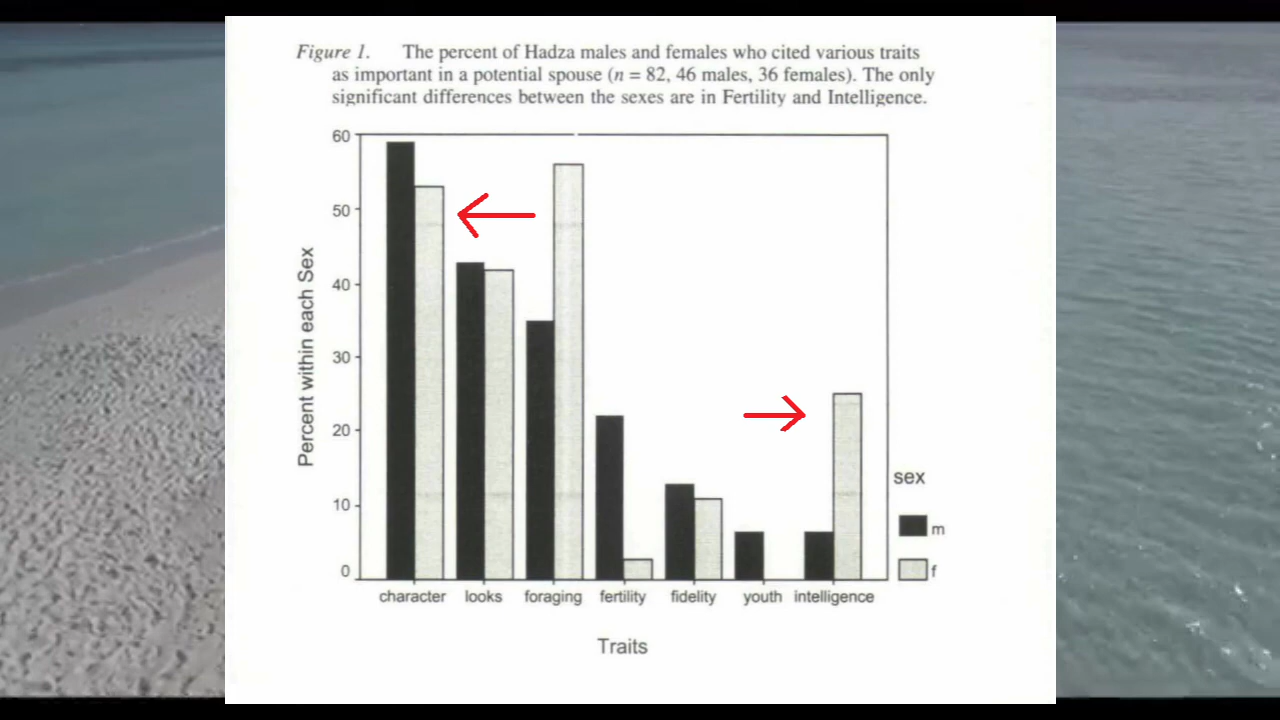 Figure 1. The percent of Hadza males and females who cited various traits
as important in a potential spouse (n = 82, 46 males, 36 females). The only
significant differences between the sexes are in Fertility and Intelligence.
60
50
40
30
20
10
0
Percent within each Sex
character looks foraging fertility fidelity youth intelligence
Traits
sex
m
f